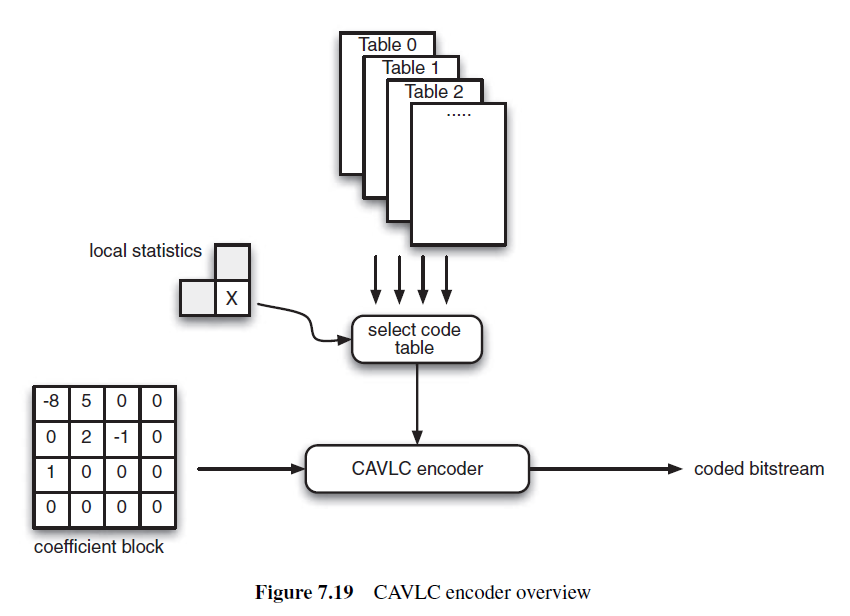 Table 0
Table 1
Table 2
.....
local statistics
X
select code
table
-8 5 0 0
0 2 -1 0
1 0 0 0
0 0 0 0
CAVLC encoder
coded bitstream
coefficient block
Figure 7.19 CAVLC encoder overview